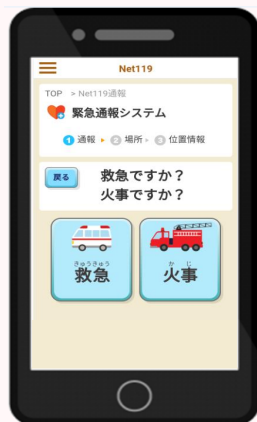 Net119
TOP > Net119通報
緊急通報システム
1 通報 ▸ 2 場所 ▸ 3 位置情報
戻る
救急ですか？
火事ですか？
きゅうきゅう
救急
かじ
火事